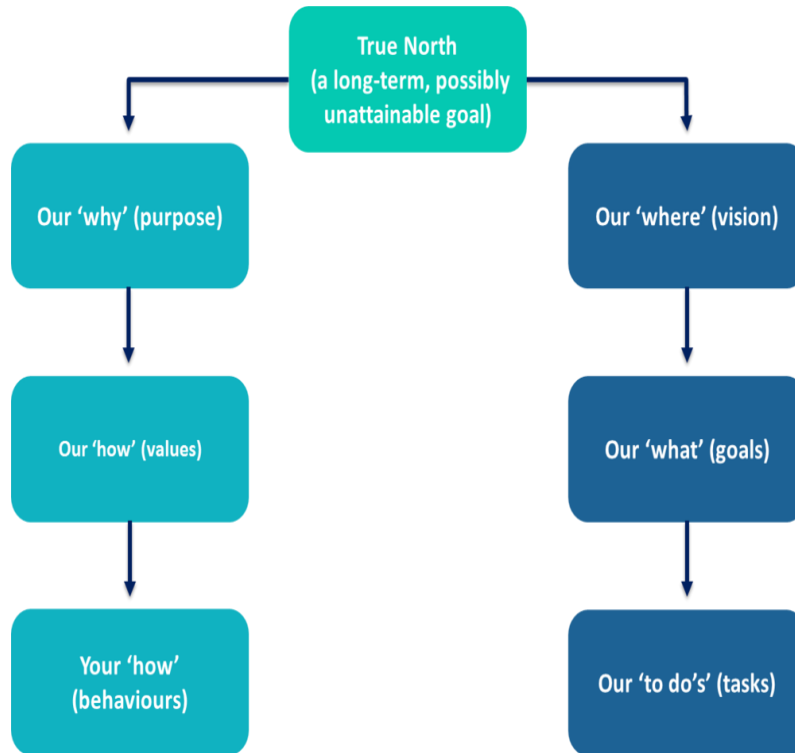 True North
(a long-term, possibly
unattainable goal)
Our ‘why’ (purpose)
Our ‘where’ (vision)
Our ‘how’ (values)
Our ‘what’ (goals)
Your ‘how’
(behaviours)
Our ‘to do’s’ (tasks)